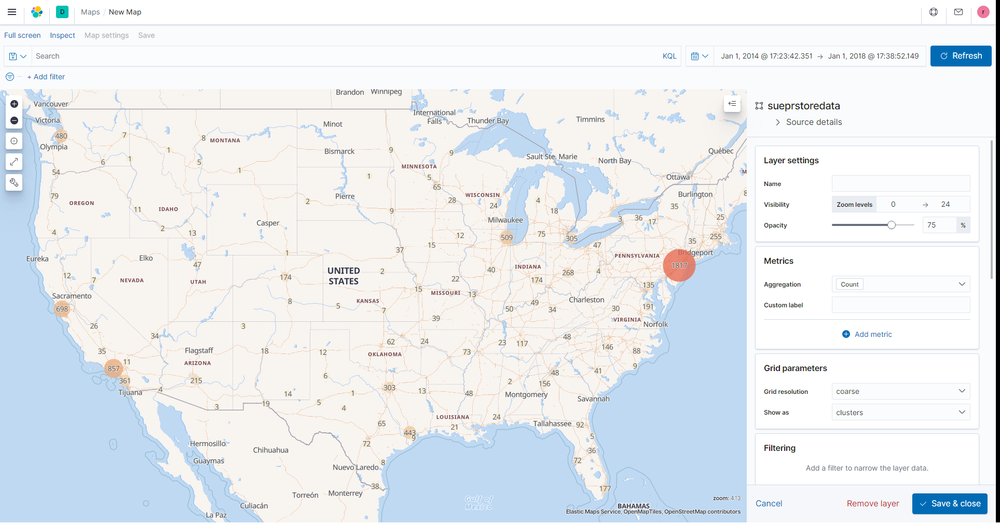 D Maps / New Map r
Full screen Inspect Map settings Save
Search KQL Jan 1, 2014 @ 17:23:42.351 → Jan 1, 2018 @ 17:38:52.149 Refresh
+ Add filter
Brandon Winnipeg
Vancouver
International
Falls
Victoria Thunder Bay Timmins
Minot
480 7 8 MONTANA
Olympia 1 Bismarck 9 9 Sault Ste. Marie Québec
6 1 5 North Bay
54 1 MINNESOTA M
1 5 Ottawa
65
79 Pierre WISCONSIN Burlington 8
OREGON 2 28 4
11 IDAHO 9 24 18 35
Milwaukee 3 36 17 25
2 Casper
4 13 12 509 75 305 255
15 47 35
Eureka Elko 1 37 PENNSYLVANIA Bridgeport
47 UNITED
STATES
2 40 INDIANA 268 4 1817
12 7 NEVADA UTAH 174 22 174 135
Sacramento 15 MISSOURI 13
8 KANSAS 49 Charleston
698 5 7 50 34 30 191
26 3 39 VIRGINIA Norfolk
34 62 24 23 117 48
35 Flagstaff 18 12 OKLAHOMA 73 146 88
11 ARIZONA 9
857 6 48 41
361 215 303 13 2 156
Tijuana 4 14 1 48 Montgomery Savannah
3 19 5 4
LOUISIANA 24
65 21 Tallahassee 92
443
9 5
Hermosillo 72 36
Chihuahua
Guaymas 8 72
Nuevo Laredo
38 177
Torreón Monterrey
Gulf of
Mexico
Culiacán BAHAMAS
La Paz
zoom: 4.13
Elastic Maps Service, OpenMapTiles, OpenStreetMap contributors
sueprstoredata
Source details
Layer settings
Name
Visibility Zoom levels 0 → 24
Opacity 75 %
Metrics
Aggregation Count
Custom label
Add metric
Grid parameters
Grid resolution coarse
Show as clusters
Filtering
Add a filter to narrow the layer data.
Cancel Remove layer Save & close